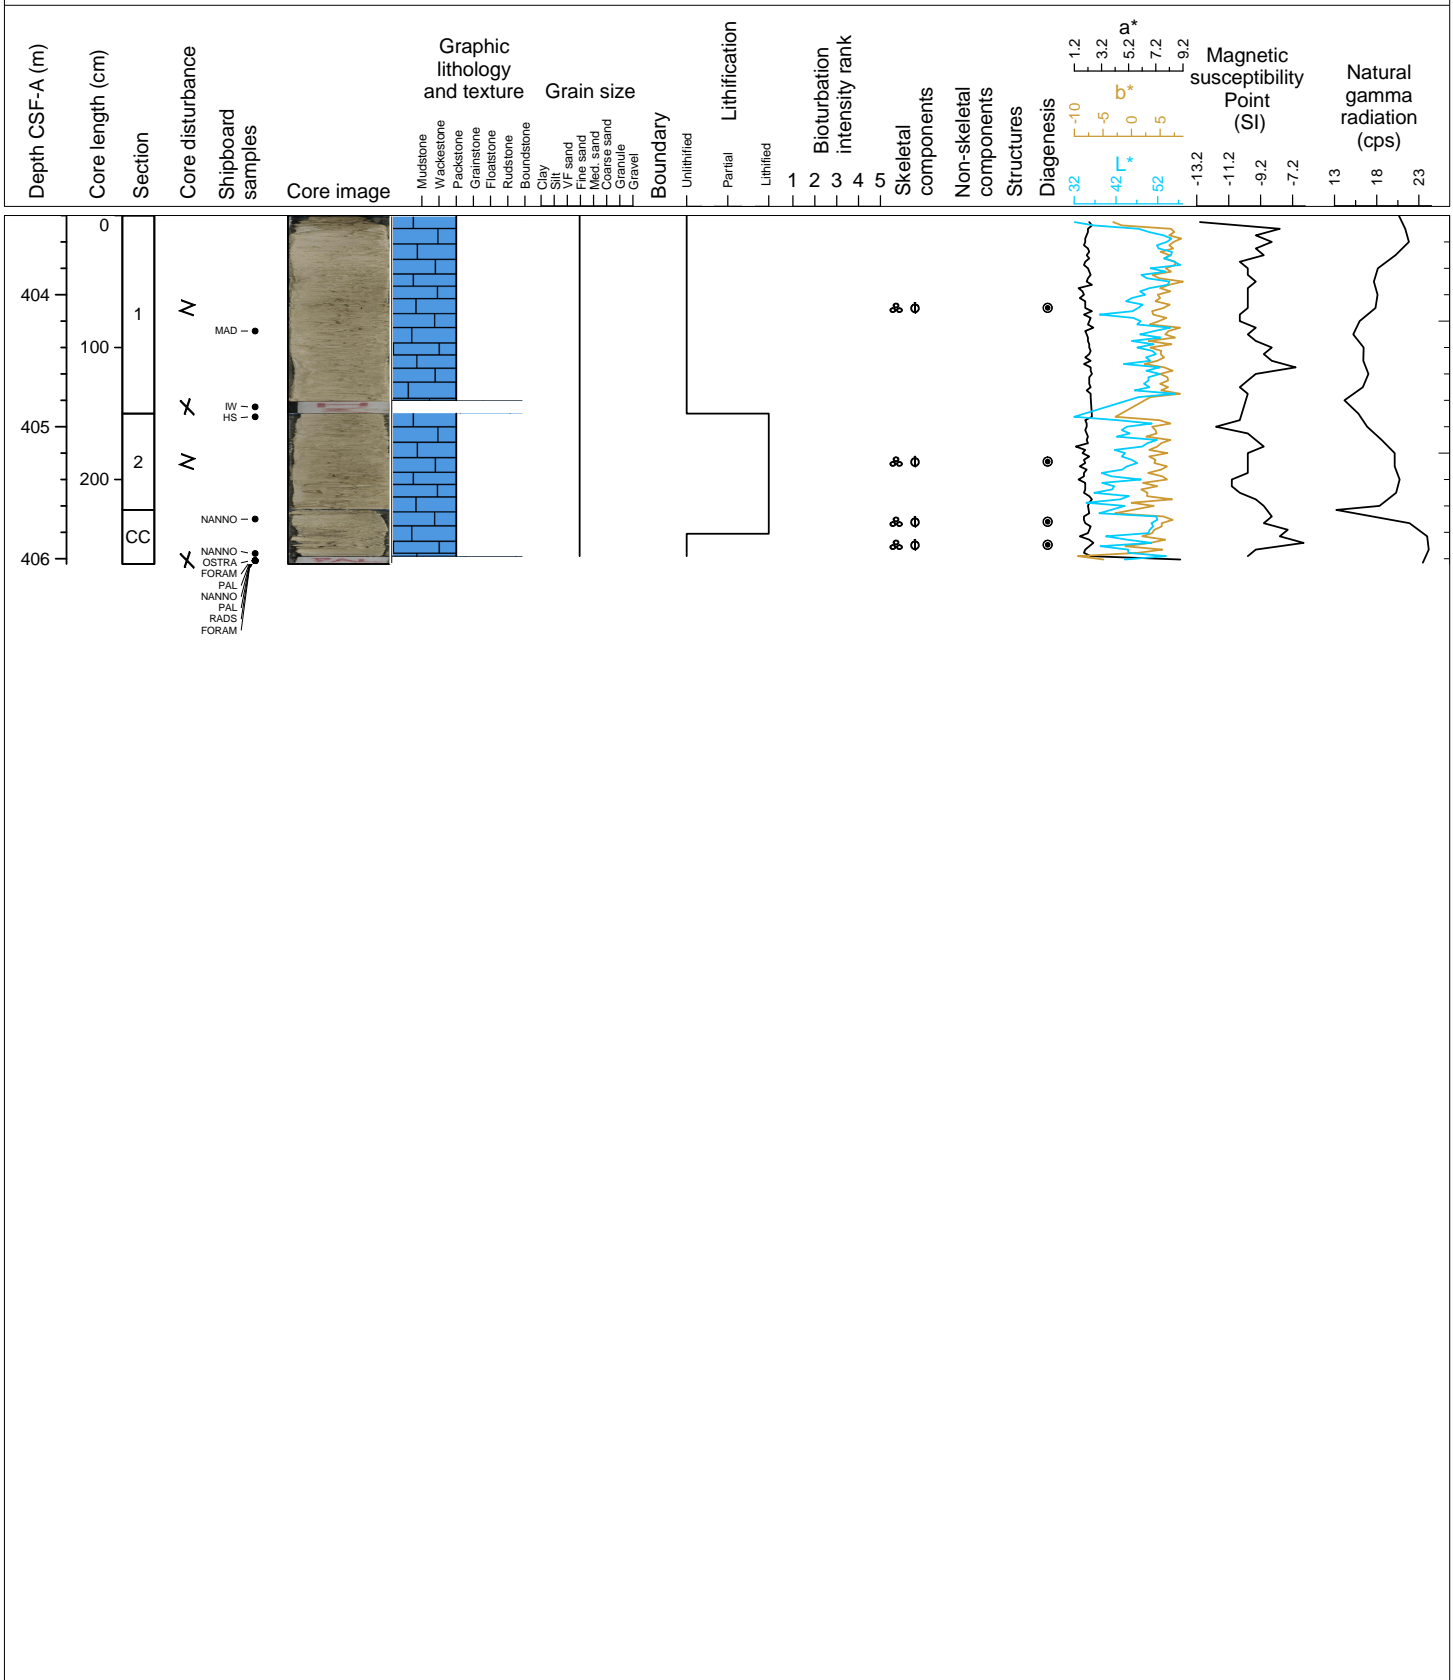 Depth CSF-A (m)
Core length (cm)
Section
Core disturbance
Shipboard
samples
Core image
Graphic
lithology
and texture
Mudstone
Wackestone
Packstone
Grainstone
Floatstone
Rudstone
Boundstone
Grain size
Clay
Silt
VF sand
Fine sand
Med. sand
Coarse sand
Granule
Gravel
Boundary
Lithification
Unlithified
Partial
Lithified
Bioturbation
intensity rank
1 2 3 4 5
Skeletal
components
Non-skeletal
components
Structures
Diagenesis
a*
1.2 3.2 5.2 7.2 9.2
b*
-10 -5 0 5
L*
32 42 52
Magnetic
susceptibility
Point
(SI)
-13.2 -11.2 -9.2 -7.2
Natural
gamma
radiation
(cps)
13 18 23
0
404
1
MAD
100
IW
HS
405
2
200
NANNO
CC
NANNO
406
OSTRA
FORAM
PAL
NANNO
PAL
RADS
FORAM